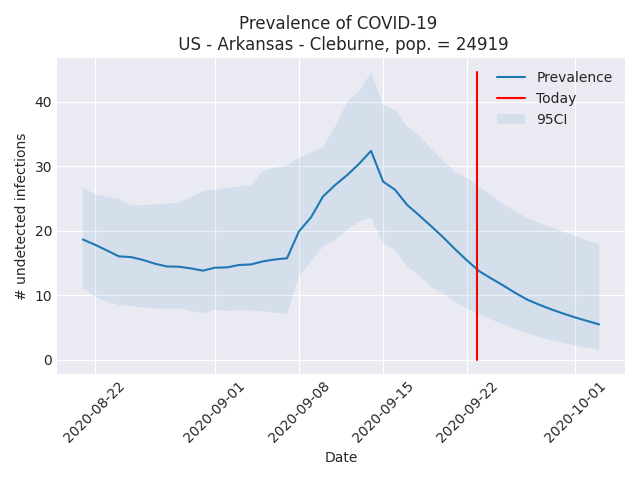 Prevalence of COVID-19
US - Arkansas - Cleburne, pop. = 24919
Prevalence
Today
95CI
# undetected infections
40
30
20
10
0
2020-08-22
2020-09-01
2020-09-08
2020-09-15
2020-09-22
2020-10-01
Date